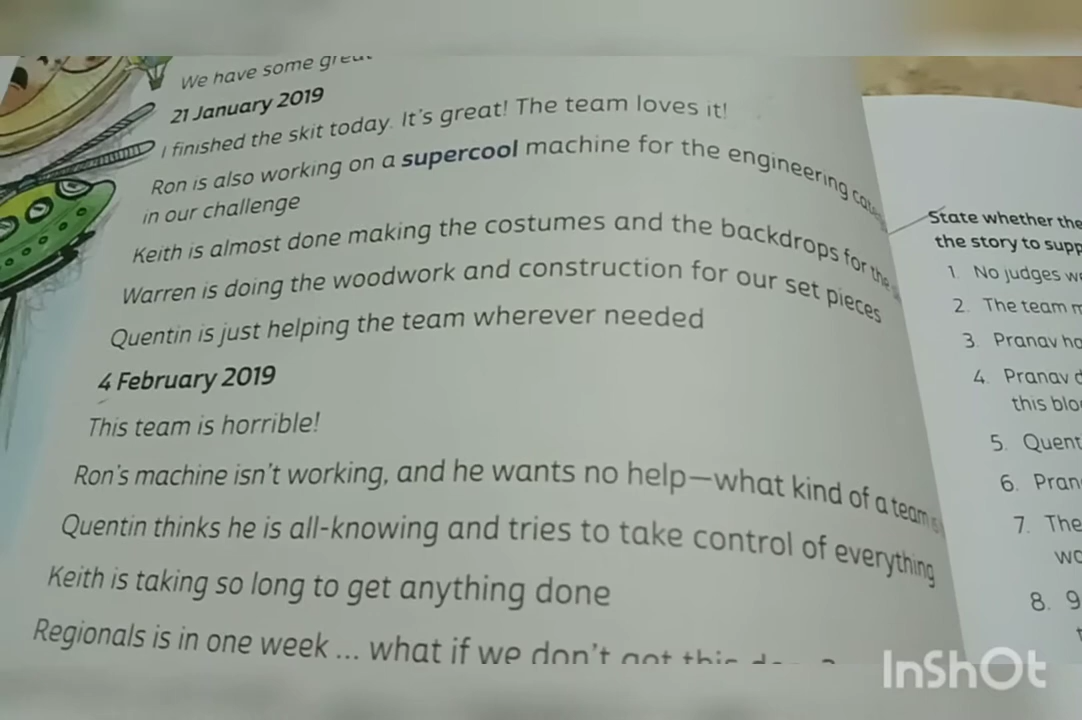 We have some
21 January 2019
I finished the skit today. It's great! The team loves it!
Ron is also working on a supercool machine for the engineering
in our challenge
Keith is almost done making the costumes and the backdrops for the
Warren is doing the woodwork and construction for our set pieces
Quentin is just helping the team wherever needed
4 February 2019
This team is horrible!
Ron's machine isn't working, and he wants no help—what kind of a team
Quentin thinks he is all-knowing and tries to take control of everything
Keith is taking so long to get anything done
Regionals is in one week ... what if we don't get this
State whether the
the story to
1. No judges
2. The team
3. Pranav
4. Pranav
this
5.
6.
7. The
8. 9
InShOt